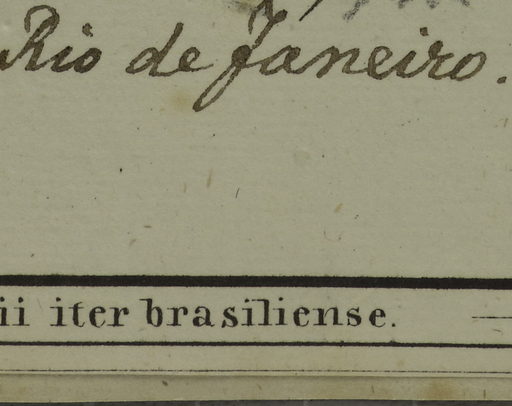 Rio de Janeiro.
ii iter brasiliense.